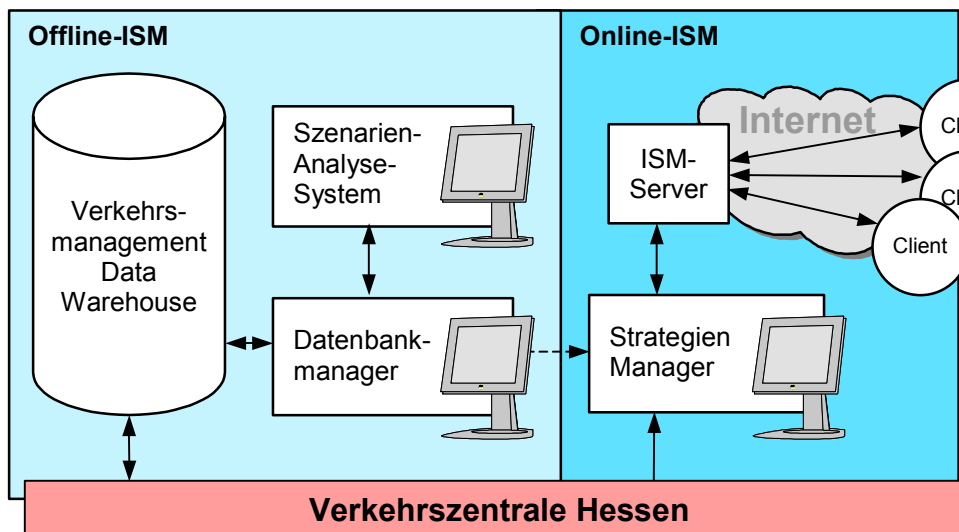 Offline-ISM
Online-ISM
Szenarien-
Analyse-
System
Internet
ISM-
Server
Verkehrs-
management
Data
Warehouse
Client
Datenbank-
manager
Strategien
Manager
Verkehrszentrale Hessen